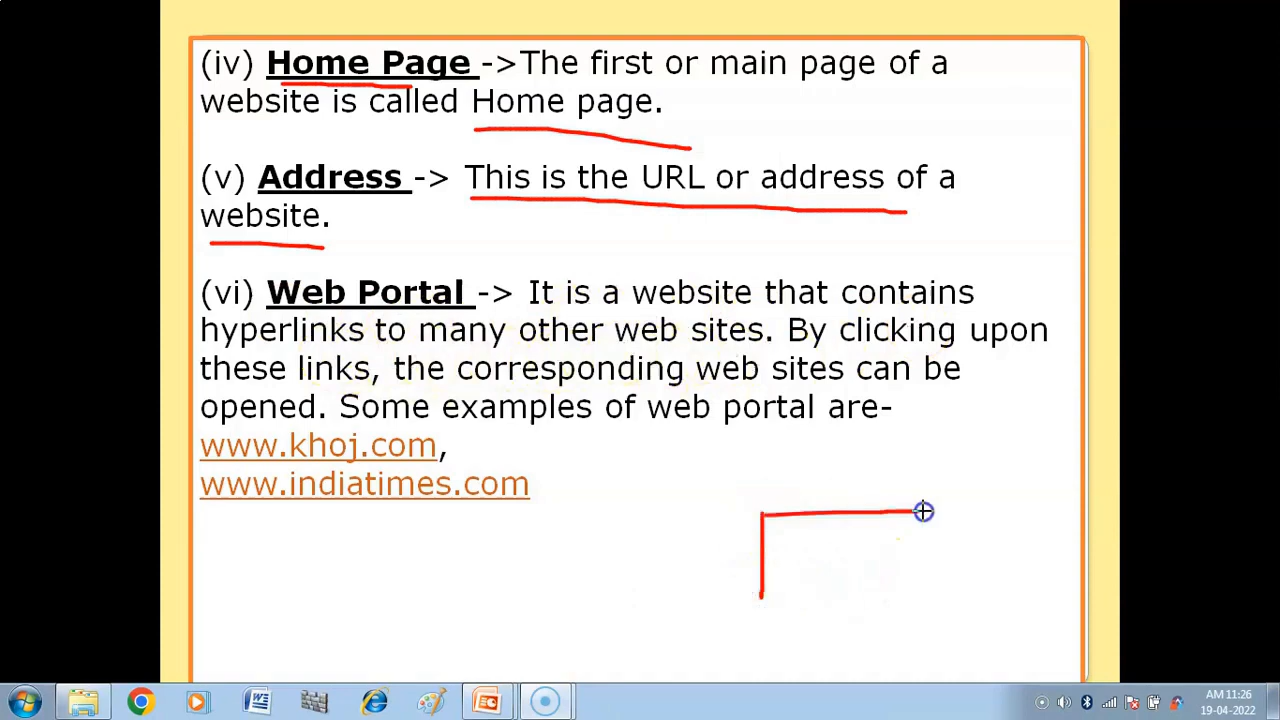 (iv) Home Page ->The first or main page of a
website is called Home page.
(v) Address -> This is the URL or address of a
website.
(vi) Web Portal -> It is a website that contains
hyperlinks to many other web sites. By clicking upon
these links, the corresponding web sites can be
opened. Some examples of web portal are-
www.khoj.com,
www.indiatimes.com
AM 11:26
19-04-2022